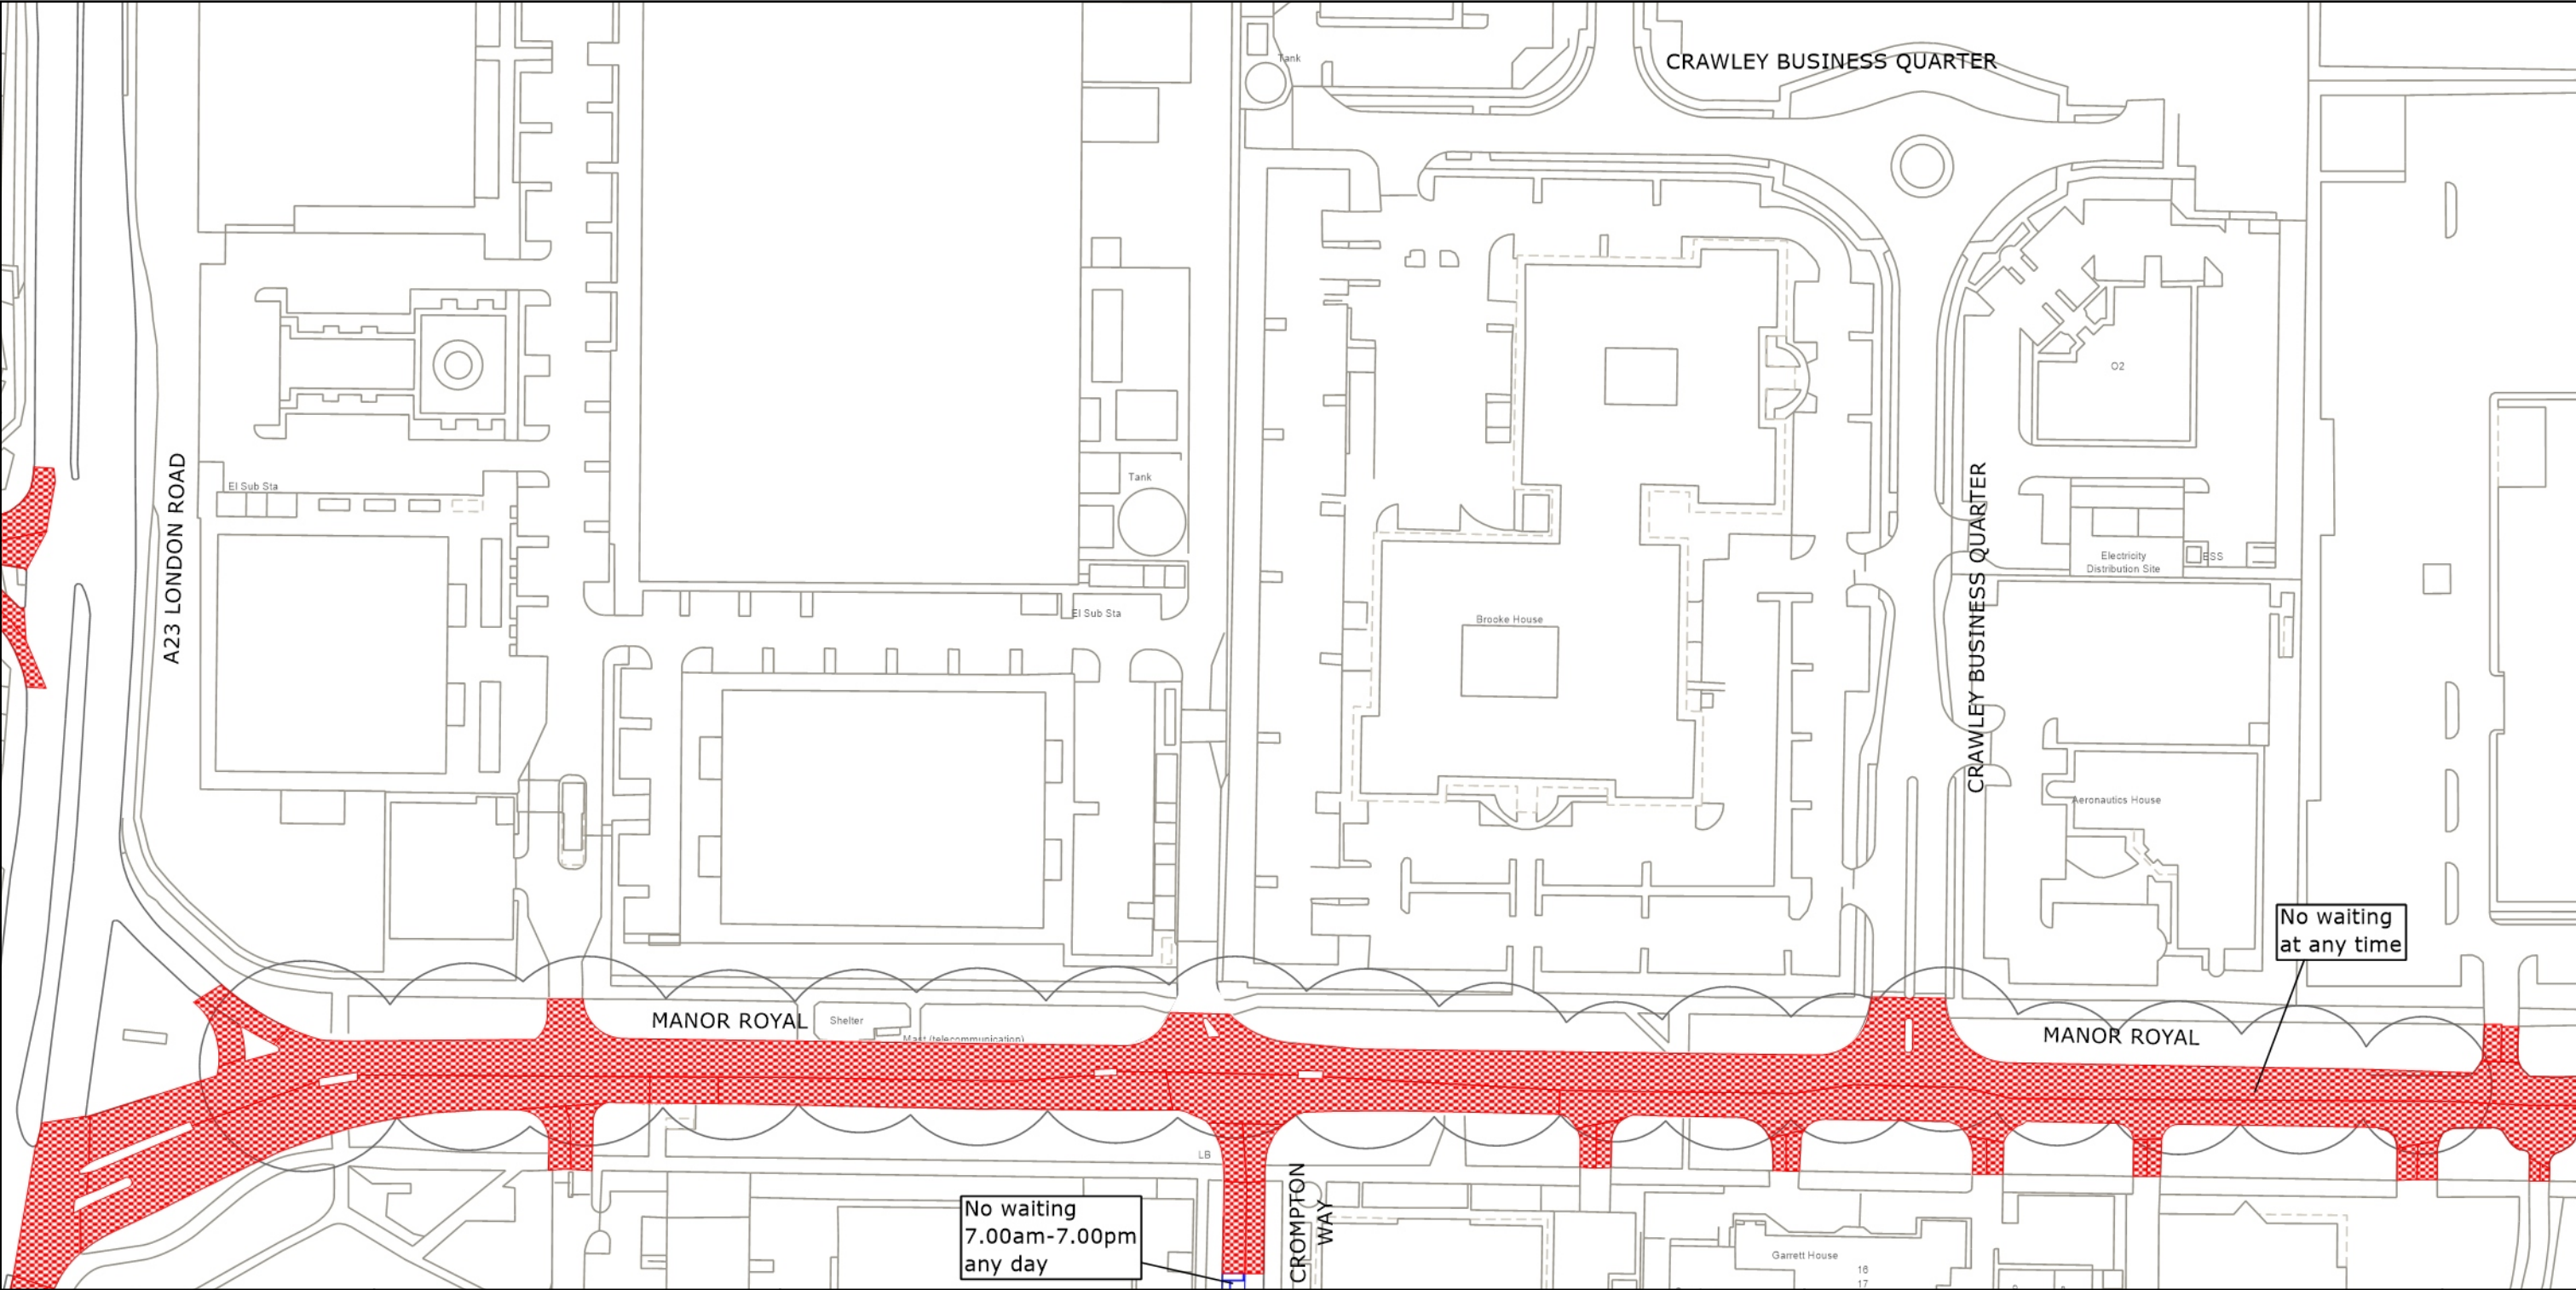 Tank
CRAWLEY BUSINESS QUARTER
O2
A23 LONDON ROAD
El Sub Sta
Tank
CRAWLEY BUSINESS QUARTER
Electricity
Distribution Site
ESS
El Sub Sta
Brooke House
Aeronautics House
No waiting
at any time
MANOR ROYAL
Shelter
Mast (telecommunication)
MANOR ROYAL
LB
No waiting
7.00am-7.00pm
any day
CROMPTON
WAY
Garrett House
16
17